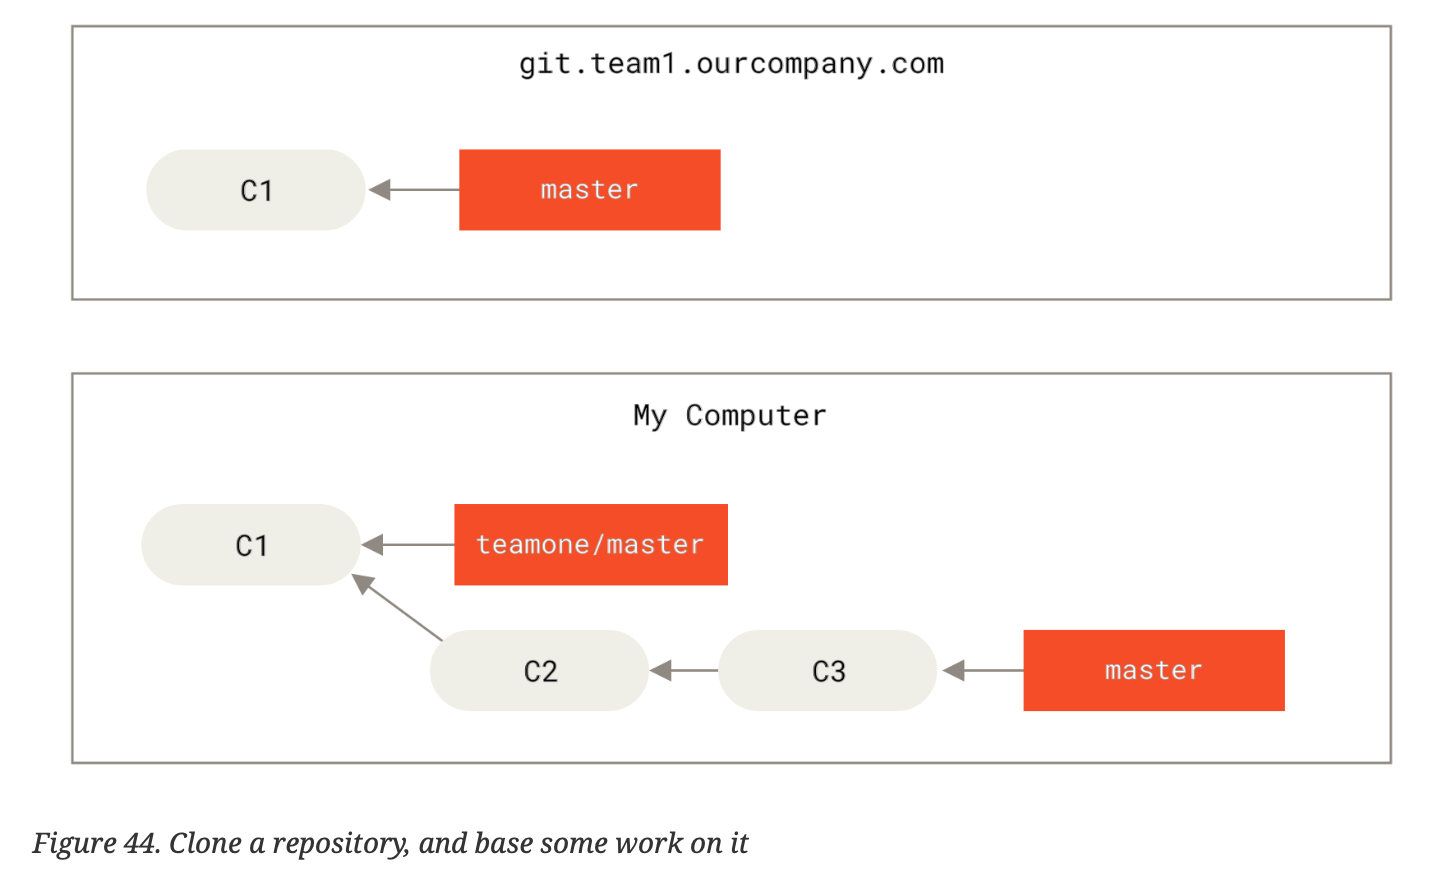 git.team1.ourcompany.com
C1
master
My Computer
C1
teamone/master
C2
C3
master
Figure 44. Clone a repository, and base some work on it